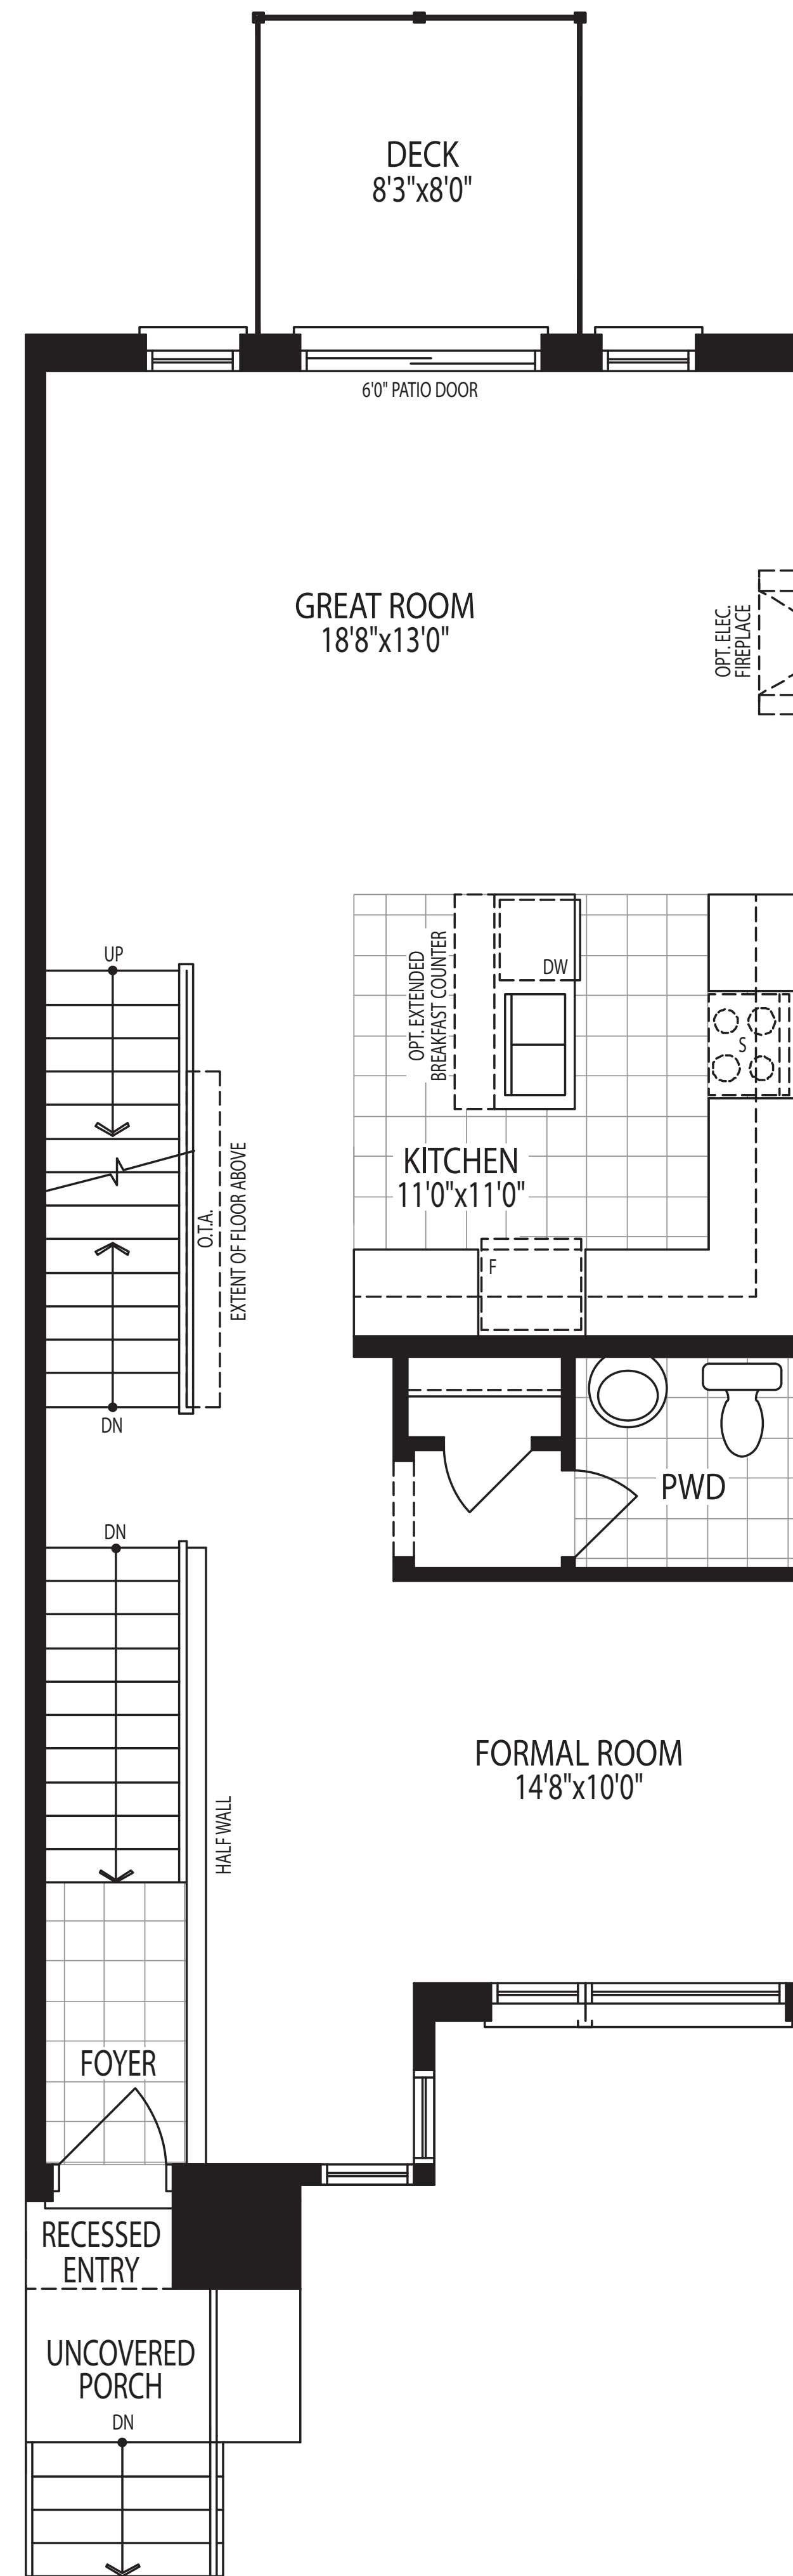 DECK
8'3"x8'0"
6'0" PATIO DOOR
GREAT ROOM
18'8"x13'0"
OPT. ELEC.
FIREPLACE
UP
OPT. EXTENDED
BREAKFAST COUNTER
DW
S
KITCHEN
11'0"x11'0"
O.T.A.
EXTENT OF FLOOR ABOVE
F
DN
PWD
DN
FORMAL ROOM
14'8"x10'0"
HALF WALL
FOYER
RECESSED
ENTRY
UNCOVERED
PORCH
DN